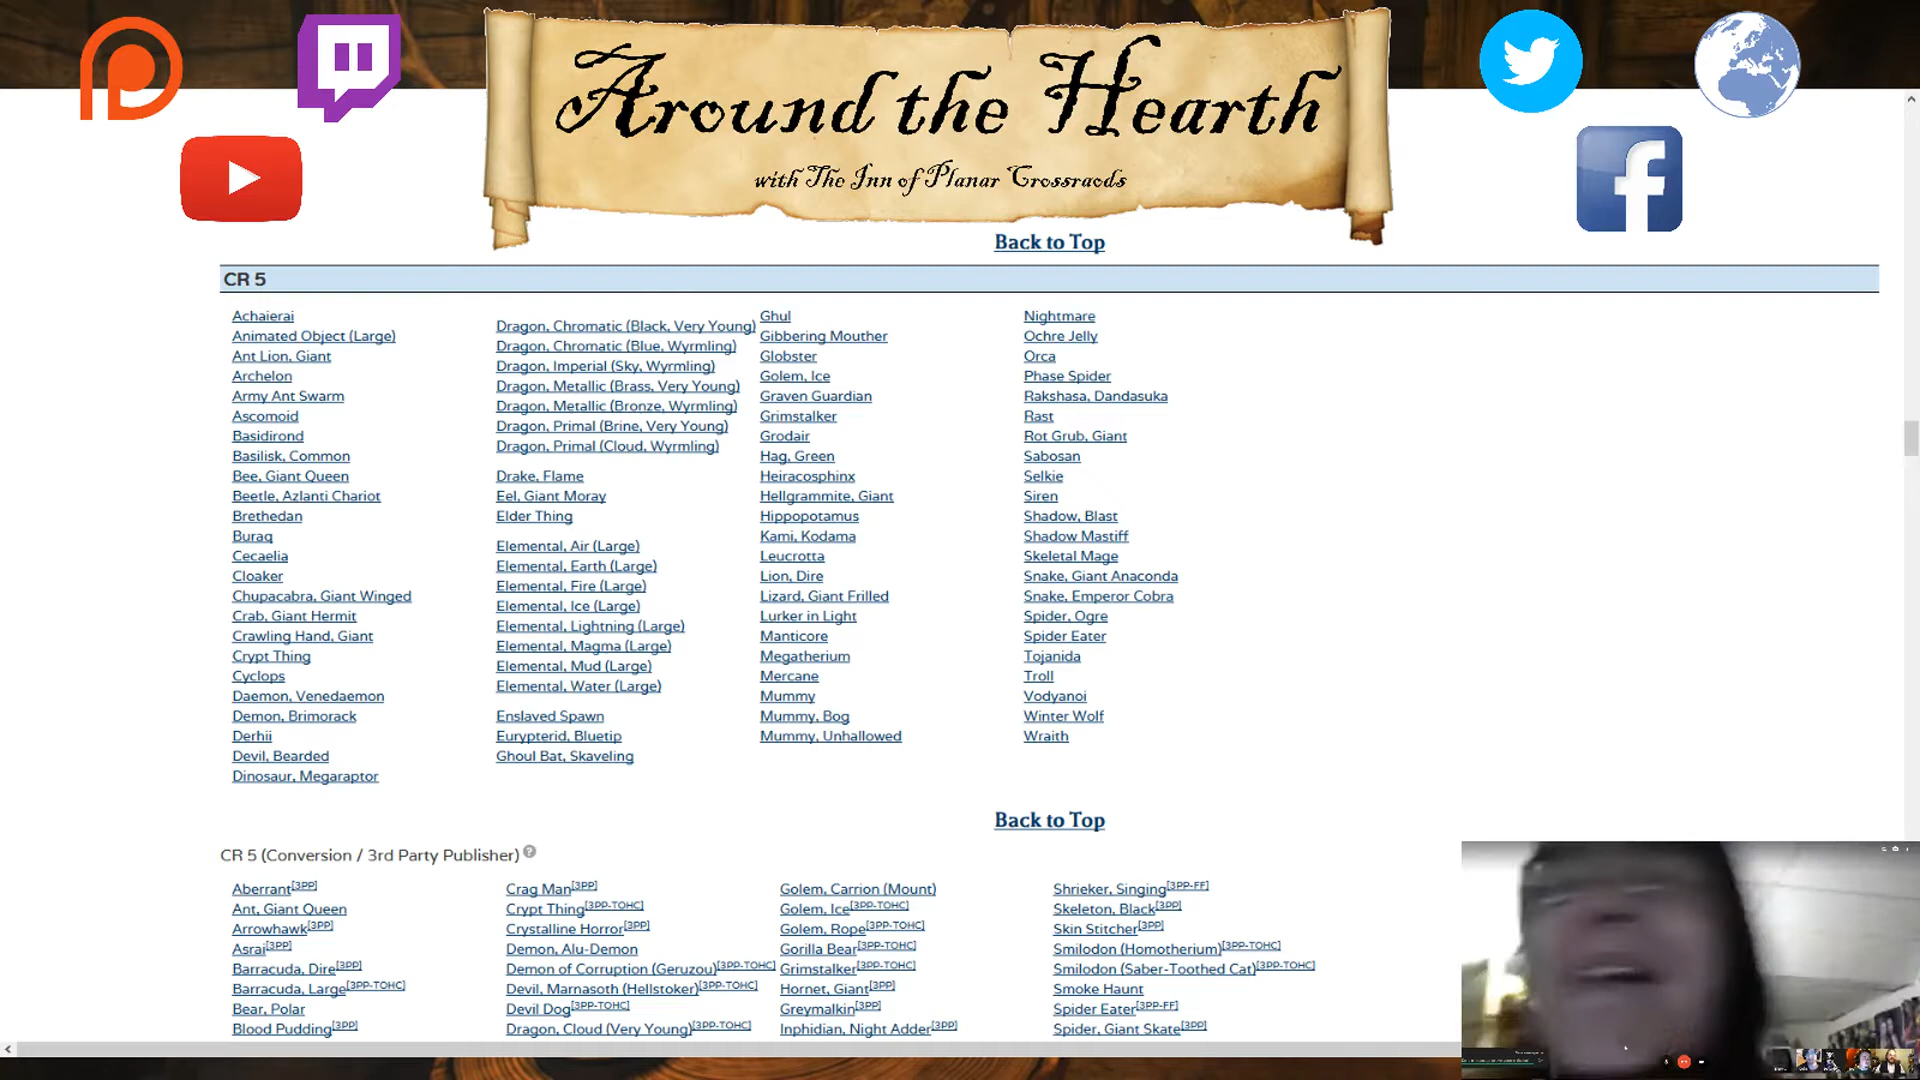 Around the Hearth
with The Inn of Planar Crossraods
Back to Top
CR 5
Achaierai
Animated Object (Large)
Ant Lion, Giant
Archelon
Army Ant Swarm
Ascomoid
Basidirond
Basilisk, Common
Bee, Giant Queen
Beetle, Azlanti Chariot
Brethedan
Buraq
Cecaelia
Cloaker
Chupacabra, Giant Winged
Crab, Giant Hermit
Crawling Hand, Giant
Crypt Thing
Cyclops
Daemon, Venedaemon
Demon, Brimorack
Derhii
Devil, Bearded
Dinosaur, Megaraptor
Dragon, Chromatic (Black, Very Young)
Dragon, Chromatic (Blue, Wyrmling)
Dragon, Imperial (Sky, Wyrmling)
Dragon, Metallic (Brass, Very Young)
Dragon, Metallic (Bronze, Wyrmling)
Dragon, Primal (Brine, Very Young)
Dragon, Primal (Cloud, Wyrmling)
Drake, Flame
Eel, Giant Moray
Elder Thing
Elemental, Air (Large)
Elemental, Earth (Large)
Elemental, Fire (Large)
Elemental, Ice (Large)
Elemental, Lightning (Large)
Elemental, Magma (Large)
Elemental, Mud (Large)
Elemental, Water (Large)
Enslaved Spawn
Eurypterid, Bluetip
Ghoul Bat, Skaveling
Ghul
Gibbering Mouther
Globster
Golem, Ice
Graven Guardian
Grimstalker
Grodair
Hag, Green
Heiracosphinx
Hellgrammite, Giant
Hippopotamus
Kami, Kodama
Leucrotta
Lion, Dire
Lizard, Giant Frilled
Lurker in Light
Manticore
Megatherium
Mercane
Mummy
Mummy, Bog
Mummy, Unhallowed
Nightmare
Ochre Jelly
Orca
Phase Spider
Rakshasa, Dandasuka
Rast
Rot Grub, Giant
Sabosan
Selkie
Siren
Shadow, Blast
Shadow Mastiff
Skeletal Mage
Snake, Giant Anaconda
Snake, Emperor Cobra
Spider, Ogre
Spider Eater
Tojanida
Troll
Vodyanoi
Winter Wolf
Wraith
Back to Top
CR 5 (Conversion / 3rd Party Publisher) ?
Aberrant[3PP]
Ant, Giant Queen
Arrowhawk[3PP]
Asrai[3PP]
Barracuda, Dire[3PP]
Barracuda, Large[3PP-TOHC]
Bear, Polar
Blood Pudding[3PP]
Crag Man[3PP]
Crypt Thing[3PP-TOHC]
Crystalline Horror[3PP]
Demon, Alu-Demon
Demon of Corruption (Geruzou)[3PP-TOHC]
Devil, Marnasoth (Hellstoker)[3PP-TOHC]
Devil Dog[3PP-TOHC]
Dragon, Cloud (Very Young)[3PP-TOHC]
Golem, Carrion (Mount)
Golem, Ice[3PP-TOHC]
Golem, Rope[3PP-TOHC]
Gorilla Bear[3PP-TOHC]
Grimstalker[3PP-TOHC]
Hornet, Giant[3PP]
Greymalkin[3PP]
Inphidian, Night Adder[3PP]
Shrieker, Singing[3PP-FF]
Skeleton, Black[3PP]
Skin Stitcher[3PP]
Smilodon (Homotherium)[3PP-TOHC]
Smilodon (Saber-Toothed Cat)[3PP-TOHC]
Smoke Haunt
Spider Eater[3PP-FF]
Spider, Giant Skate[3PP]